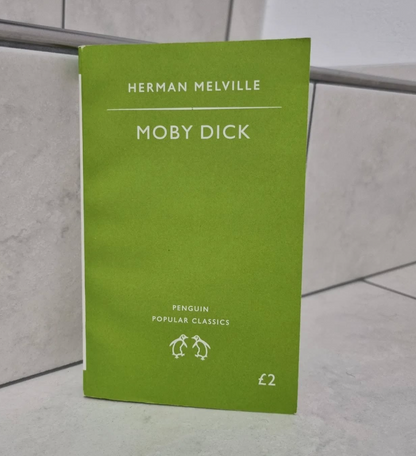 HERMAN MELVILLE
MOBY DICK
PENGUIN
POPULAR CLASSICS
£2